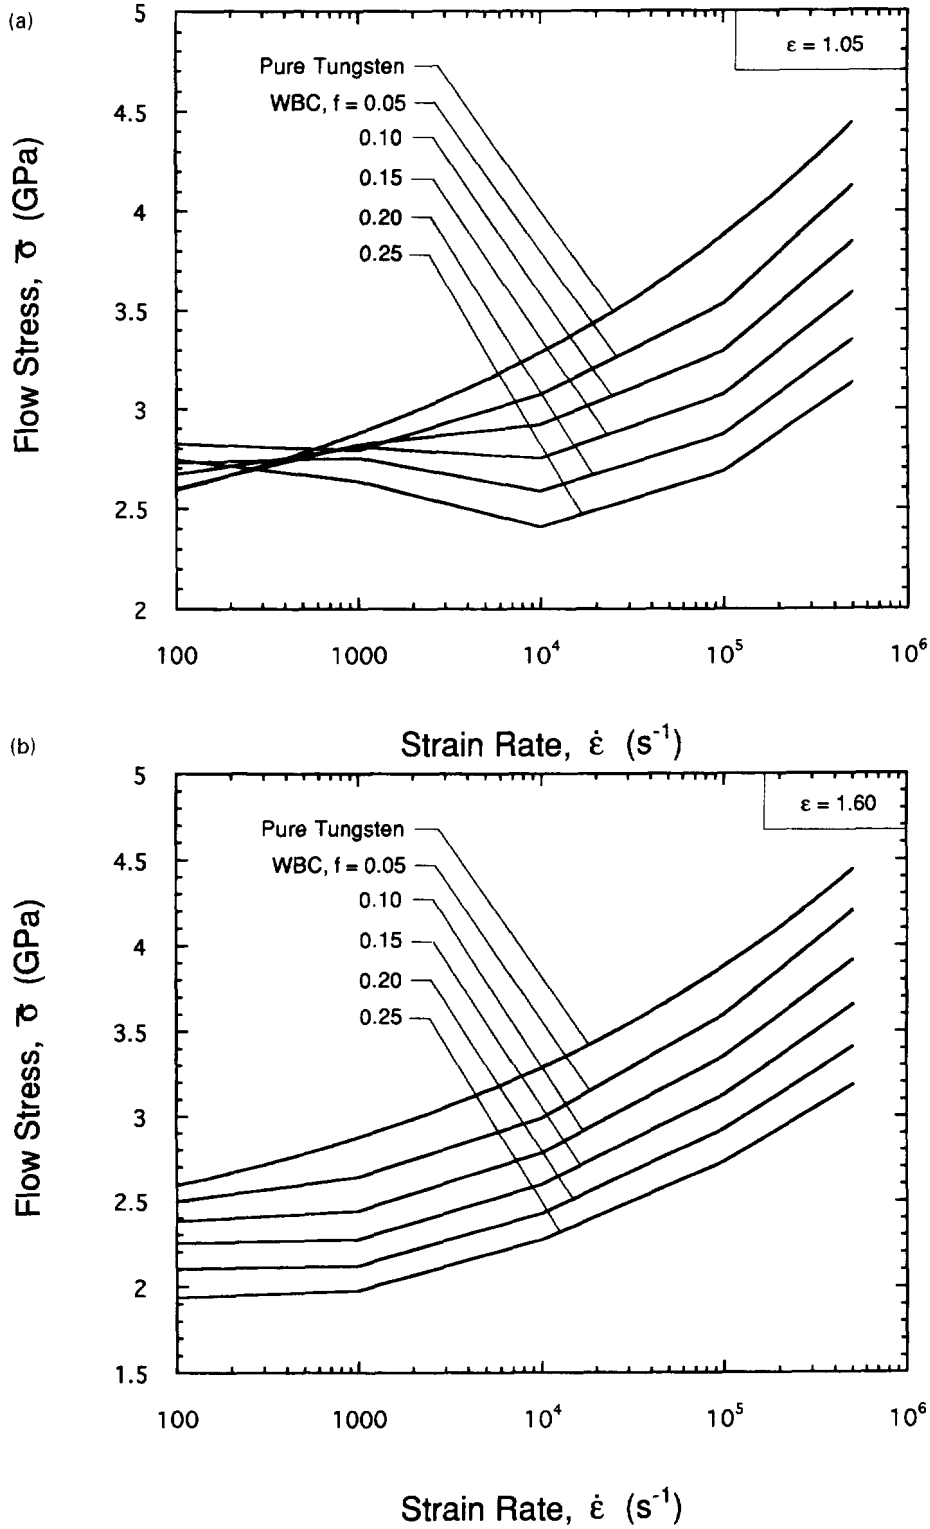 (a)
5
4.5
4
3.5
3
2.5
2
Flow Stress, σ̄ (GPa)
ε = 1.05
Pure Tungsten
WBC, f = 0.05
0.10
0.15
0.20
0.25
100 1000 10⁴ 10⁵ 10⁶
Strain Rate, ε̇ (s⁻¹)
(b)
5
4.5
4
3.5
3
2.5
2
1.5
Flow Stress, σ̄ (GPa)
ε = 1.60
Pure Tungsten
WBC, f = 0.05
0.10
0.15
0.20
0.25
100 1000 10⁴ 10⁵ 10⁶
Strain Rate, ε̇ (s⁻¹)